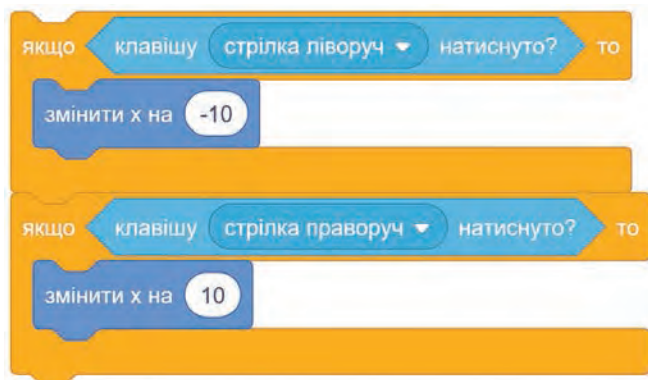 якщо клавішу стрілка ліворуч натиснуто? то
змінити x на -10
якщо клавішу стрілка праворуч натиснуто? то
змінити x на 10